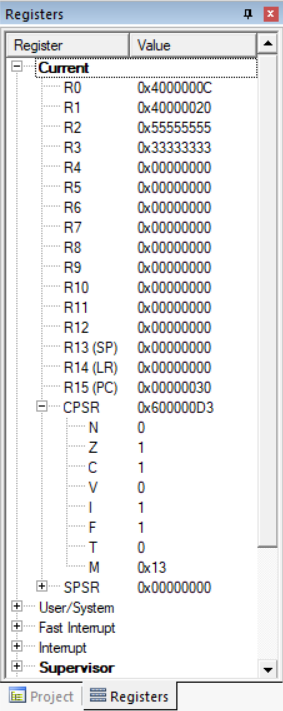 Registers
Register Value
Current
R0 0x4000000C
R1 0x40000020
R2 0x55555555
R3 0x33333333
R4 0x00000000
R5 0x00000000
R6 0x00000000
R7 0x00000000
R8 0x00000000
R9 0x00000000
R10 0x00000000
R11 0x00000000
R12 0x00000000
R13 (SP) 0x00000000
R14 (LR) 0x00000000
R15 (PC) 0x00000030
CPSR 0x600000D3
N 0
Z 1
C 1
V 0
I 1
F 1
T 0
M 0x13
SPSR 0x00000000
User/System
Fast Interrupt
Interrupt
Supervisor
Project Registers